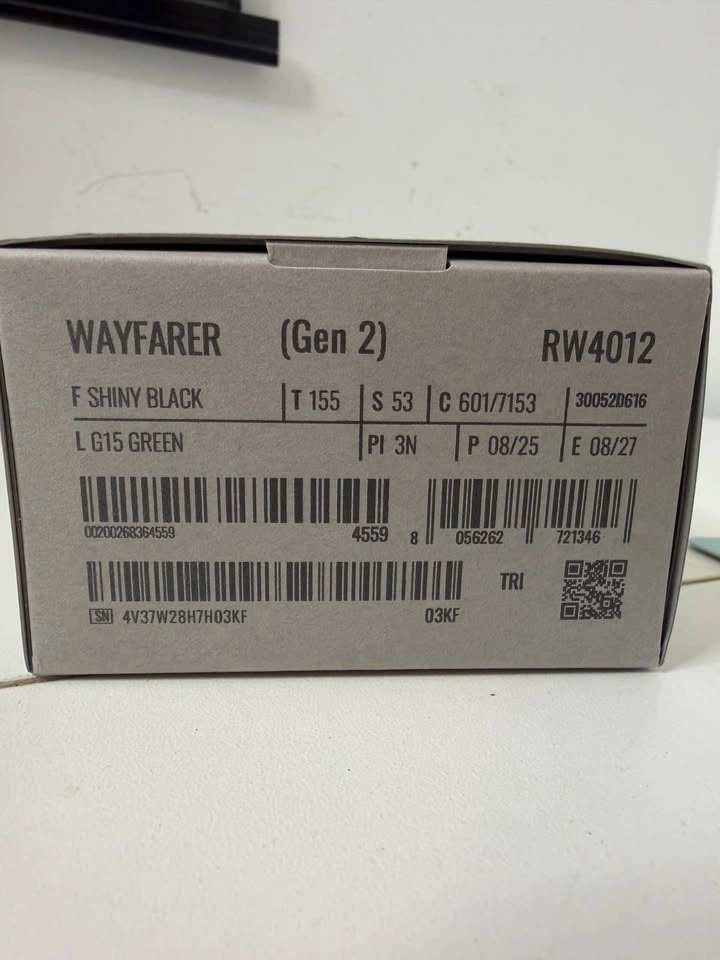 WAYFARER (Gen 2) RW4012
F SHINY BLACK T 155 S 53 C 601/7153 30052D616
L G15 GREEN PI 3N P 08/25 E 08/27
00200268364559 4559 8 056262 721346
TRI
SN 4V37W28H7H03KF 03KF